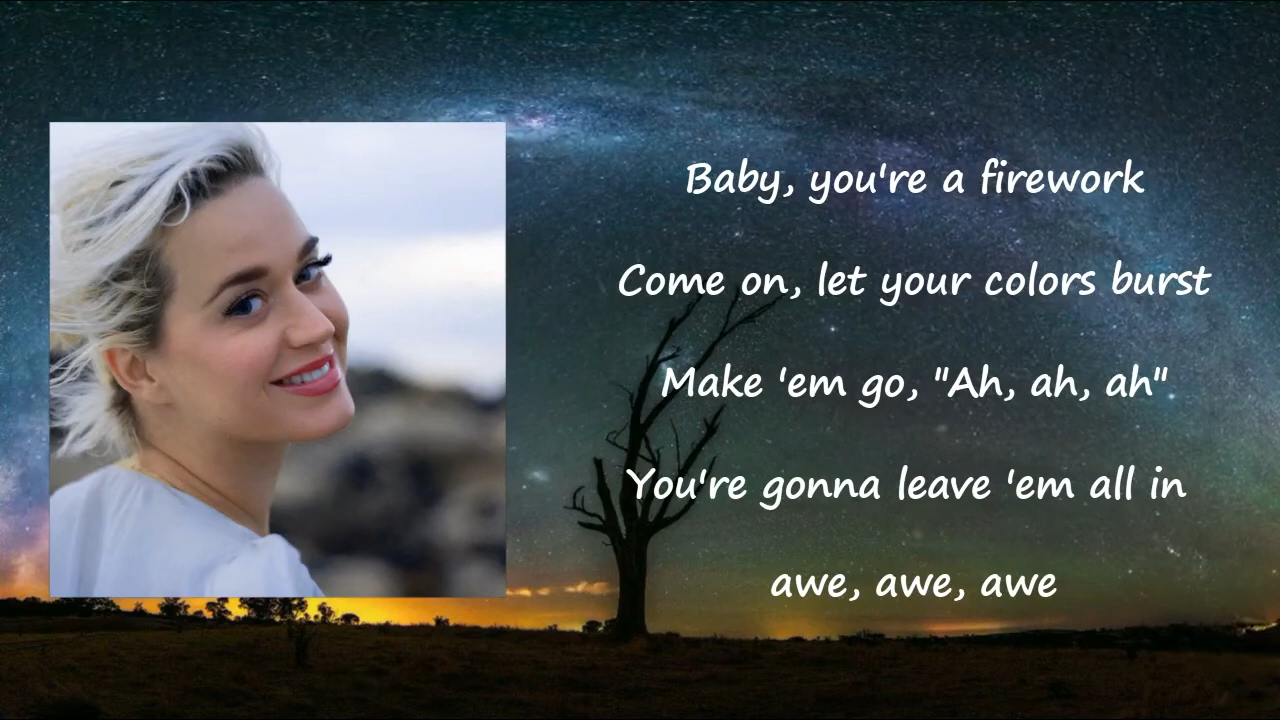 Baby, you're a firework
Come on, let your colors burst
Make 'em go, "Ah, ah, ah"
You're gonna leave 'em all in
awe, awe, awe